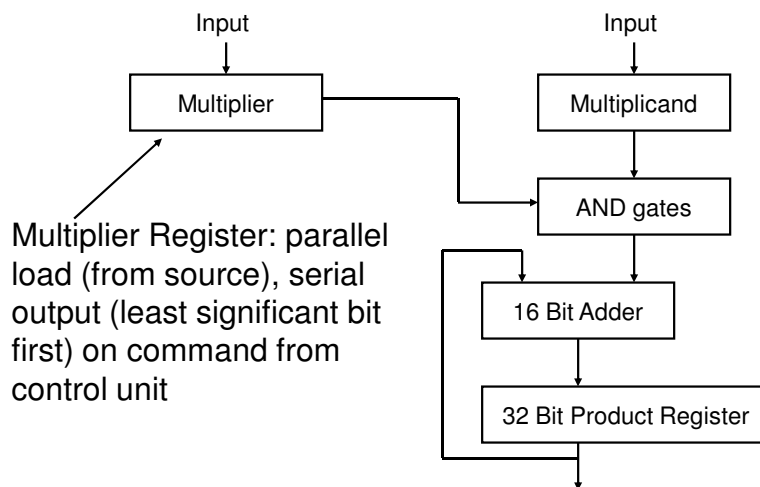 Input
Input
Multiplier
Multiplicand
AND gates
Multiplier Register: parallel
load (from source), serial
output (least significant bit
first) on command from
control unit
16 Bit Adder
32 Bit Product Register